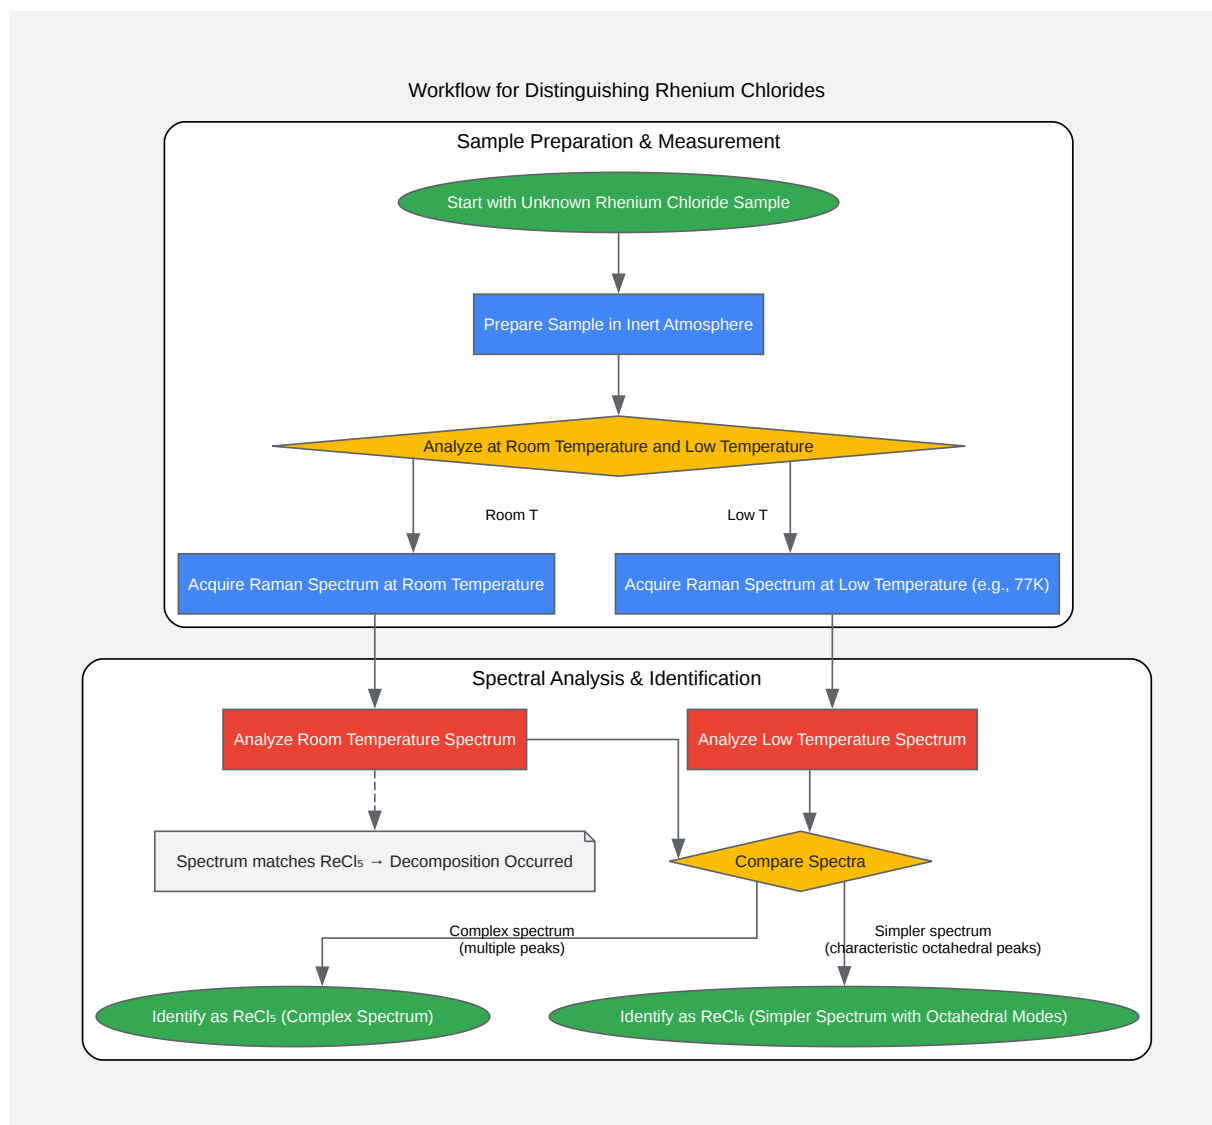 Workflow for Distinguishing Rhenium Chlorides
Sample Preparation & Measurement
Start with Unknown Rhenium Chloride Sample
Prepare Sample in Inert Atmosphere
Analyze at Room Temperature and Low Temperature
Room T
Low T
Acquire Raman Spectrum at Room Temperature
Acquire Raman Spectrum at Low Temperature (e.g., 77K)
Spectral Analysis & Identification
Analyze Room Temperature Spectrum
Analyze Low Temperature Spectrum
Spectrum matches ReCl₅ → Decomposition Occurred
Compare Spectra
Complex spectrum
(multiple peaks)
Simpler spectrum
(characteristic octahedral peaks)
Identify as ReCl₅ (Complex Spectrum)
Identify as ReCl₆ (Simpler Spectrum with Octahedral Modes)